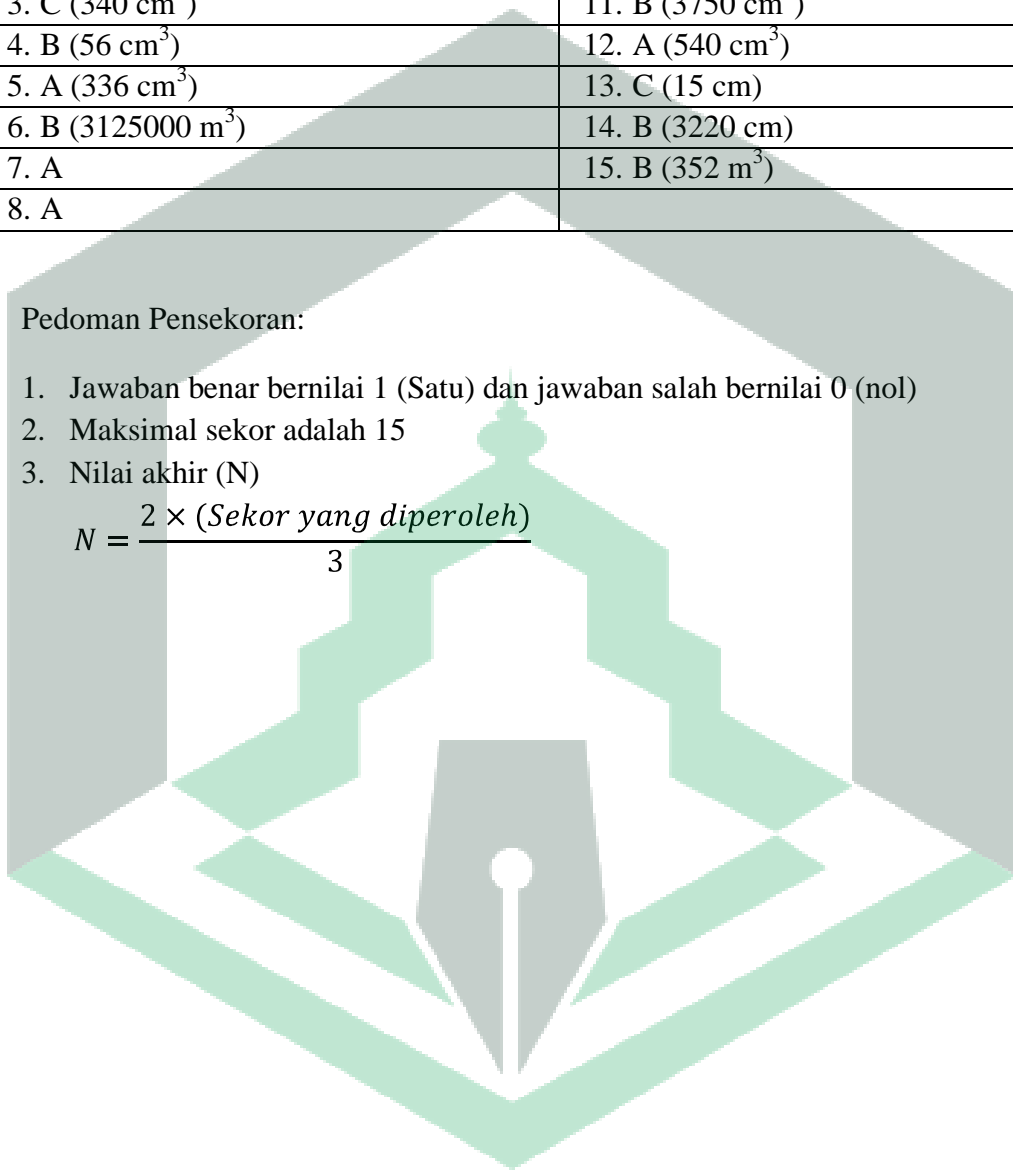 3. C (340 cm³)
11. B (3750 cm³)
4. B (56 cm³)
12. A (540 cm³)
5. A (336 cm³)
13. C (15 cm)
6. B (3125000 m³)
14. B (3220 cm)
7. A
15. B (352 m³)
8. A
Pedoman Pensekoran:
1. Jawaban benar bernilai 1 (Satu) dan jawaban salah bernilai 0 (nol)
2. Maksimal sekor adalah 15
3. Nilai akhir (N)
N = 2 × (Sekor yang diperoleh) / 3